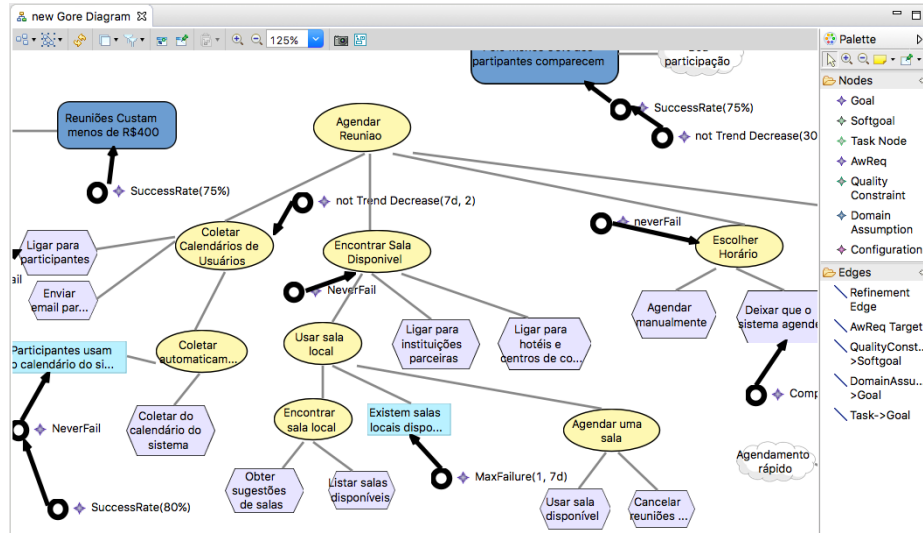 new Gore Diagram
125%
partipantes comparecem
participação
Reuniões Custam
menos de R$400
SuccessRate(75%)
Agendar
Reuniao
SuccessRate(75%)
not Trend Decrease(30
not Trend Decrease(7d, 2)
Coletar
Calendários de
Usuários
Encontrar Sala
Disponivel
neverFail
Escolher
Horário
Ligar para
participantes
ail
Enviar
email par...
NeverFail
Agendar
manualmente
Deixar que o
sistema agende
Participantes usam
o calendário do si...
Coletar
automaticam...
Usar sala
local
Ligar para
instituições
parceiras
Ligar para
hotéis e
centros de co...
Comp
NeverFail
Coletar do
calendário do
sistema
Encontrar
sala local
Existem salas
locais dispo...
Agendar uma
sala
Agendamento
rápido
SuccessRate(80%)
Obter
sugestões
de salas
Listar salas
disponíveis
MaxFailure(1, 7d)
Usar sala
disponível
Cancelar
reuniões ...
Palette
Nodes
Goal
Softgoal
Task Node
AwReq
Quality
Constraint
Domain
Assumption
Configuration
Edges
Refinement
Edge
AwReq Target
QualityConst...
>Softgoal
DomainAssu...
>Goal
Task->Goal